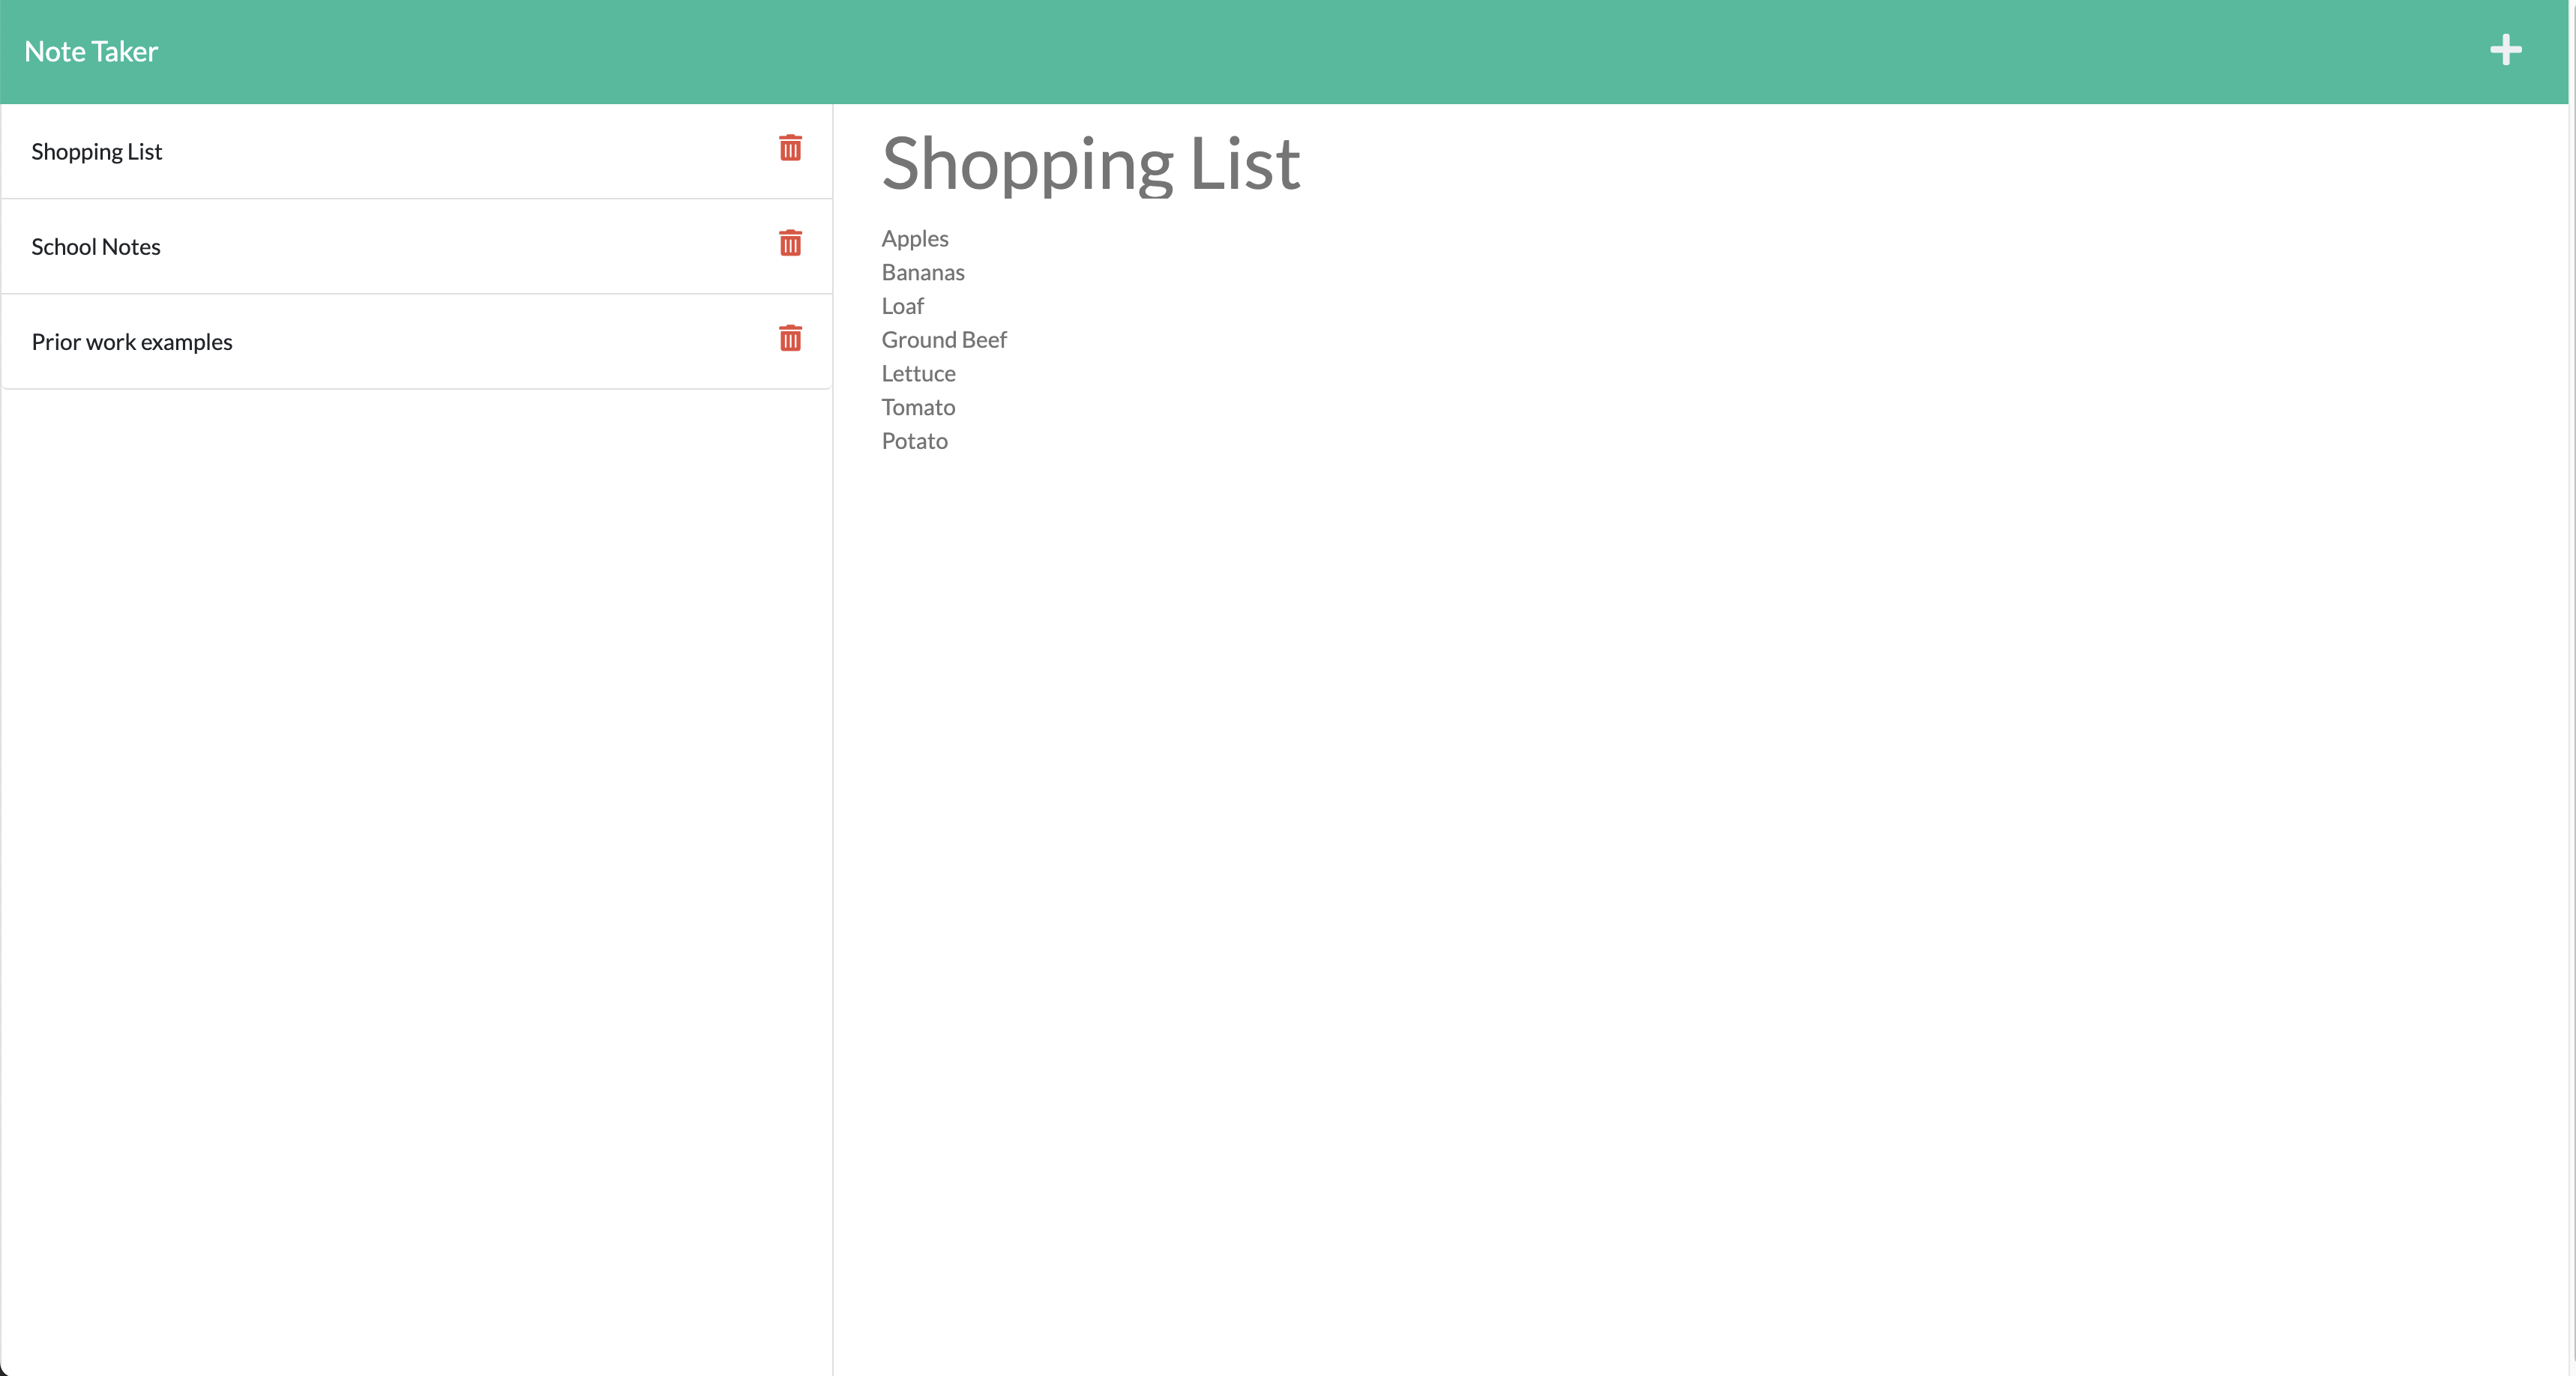 Note Taker
Shopping List
School Notes
Prior work examples
Shopping List
Apples
Bananas
Loaf
Ground Beef
Lettuce
Tomato
Potato